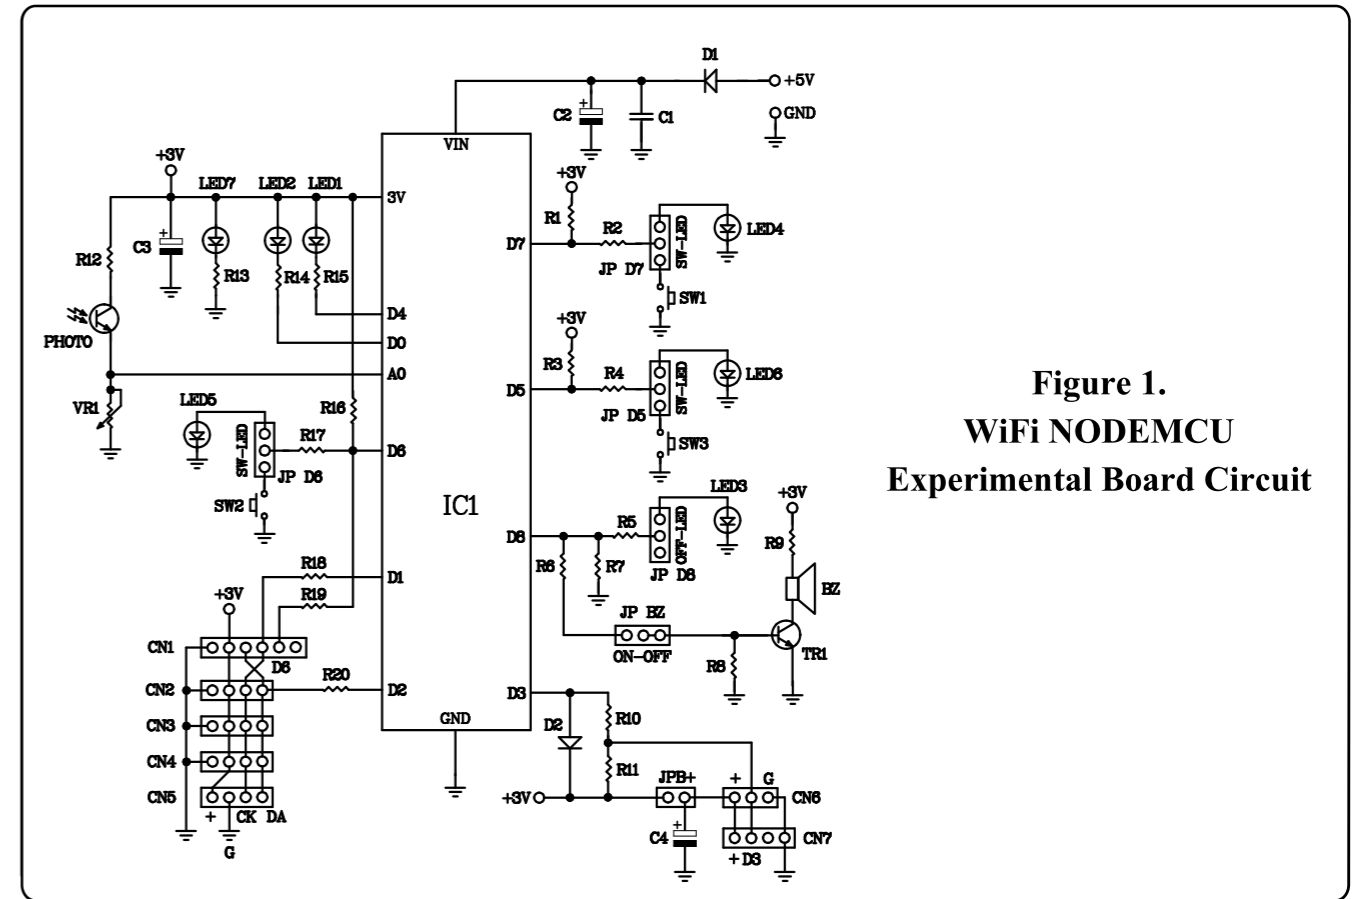 D1
+5V
C2
C1
GND
VIN
+3V
LED7 LED2 LED1
3V
+3V
R1
R2
SW-LED
LED4
D7
JP D7
SW1
C3
R12
R13
R14
R15
PHOTO
D4
D0
A0
+3V
R3
R4
SW-LED
LED6
D5
JP D5
SW3
VR1
LED5
R16
SW-LED
R17
D6
JP D6
SW2
IC1
LED3
+3V
D8
R5
OFF-LED
R9
R6
R7
JP D8
BZ
R18
D1
R19
+3V
JP BZ
ON-OFF
R8
TR1
CN1
D6
CN2
R20
D2
D3
GND
CN3
D2
R10
CN4
R11
JPB+
+ G
CN5
+3V
CN6
+ CK DA
G
C4
CN7
+ D3
Figure 1.
WiFi NODEMCU
Experimental Board Circuit